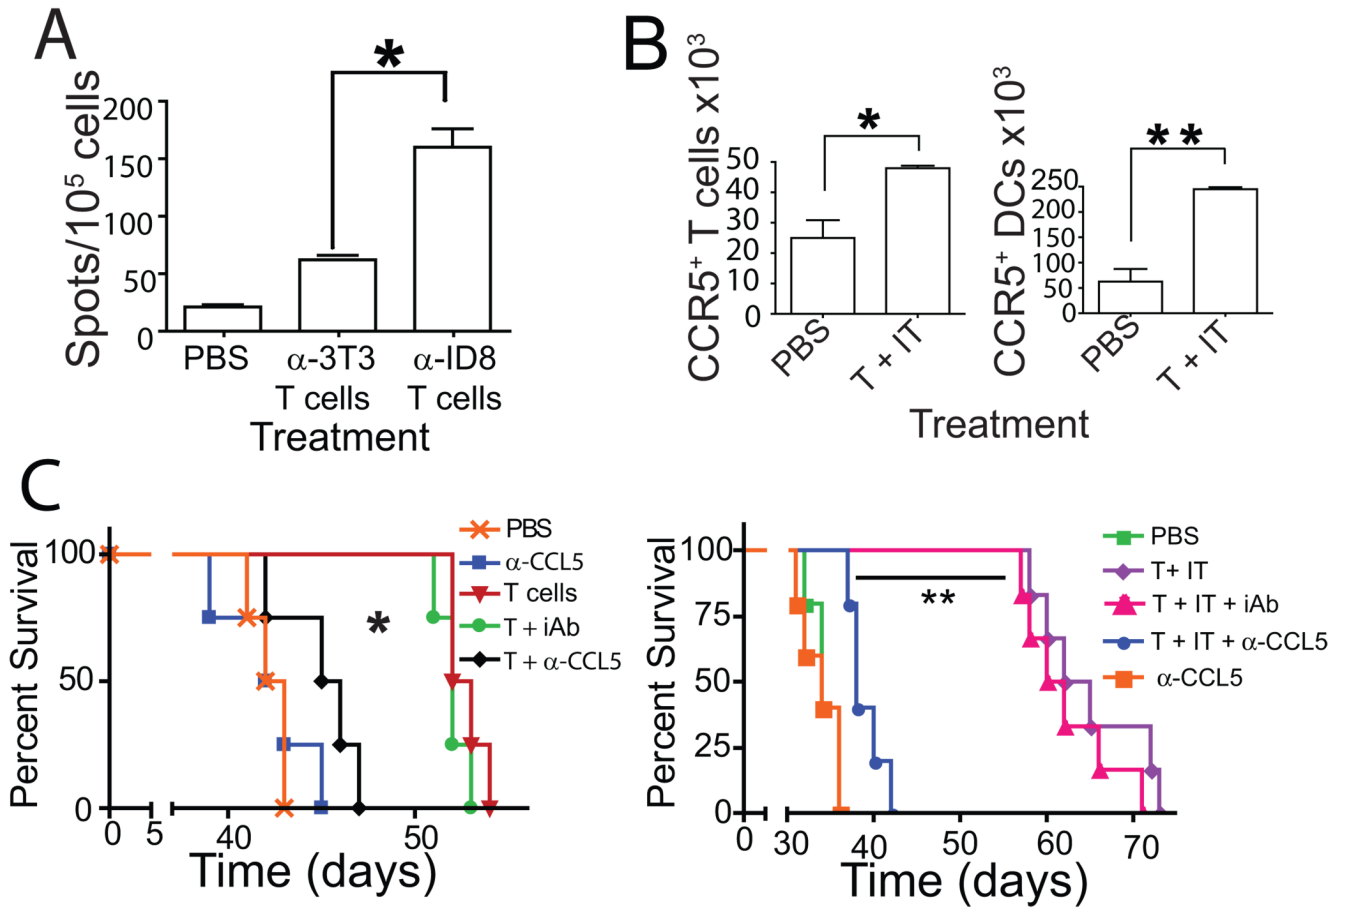 A
*
Spots/10⁵ cells
200
150
100
50
0
PBS
α-3T3
T cells
α-ID8
T cells
Treatment
B
CCR5⁺ T cells x10³
*
50
40
30
20
10
0
PBS
T + IT
CCR5⁺ DCs x10³
**
250
200
150
100
50
0
PBS
T + IT
Treatment
C
Percent Survival
100
50
0
0 5 40 50
Time (days)
*
PBS
α-CCL5
T cells
T + iAb
T + α-CCL5
Percent Survival
100
75
50
25
0
0 30 40 50 60 70
Time (days)
**
PBS
T+ IT
T + IT + iAb
T + IT + α-CCL5
α-CCL5